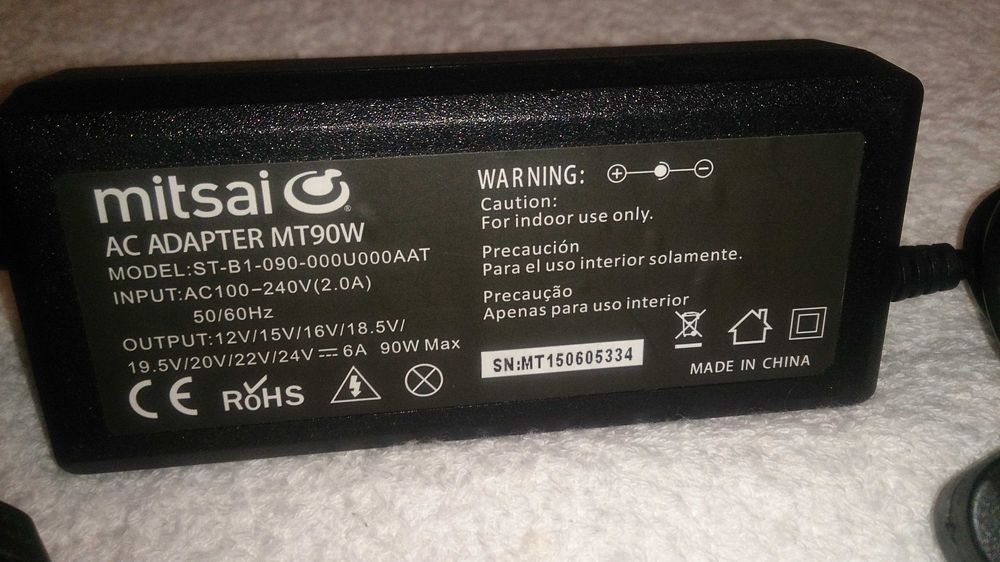 mitsai ®
AC ADAPTER MT90W
MODEL:ST-B1-090-000U000AAT
INPUT:AC100-240V(2.0A)
50/60Hz
OUTPUT:12V/15V/16V/18.5V/
19.5V/20V/22V/24V ⎓ 6A 90W Max
CE RoHS
WARNING:
Caution:
For indoor use only.
Precaución
Para el uso interior solamente.
Precaução
Apenas para uso interior
SN:MT150605334
MADE IN CHINA